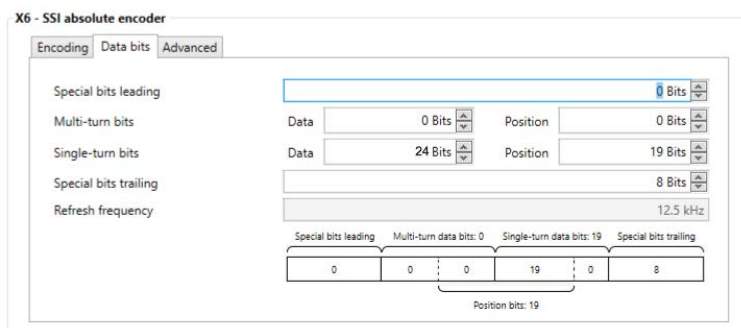 X6 - SSI absolute encoder
Encoding Data bits Advanced
Special bits leading 0 Bits
Multi-turn bits Data 0 Bits Position 0 Bits
Single-turn bits Data 24 Bits Position 19 Bits
Special bits trailing 8 Bits
Refresh frequency 12.5 kHz
Special bits leading Multi-turn data bits: 0 Single-turn data bits: 19 Special bits trailing
0 0 0 19 0 8
Position bits: 19